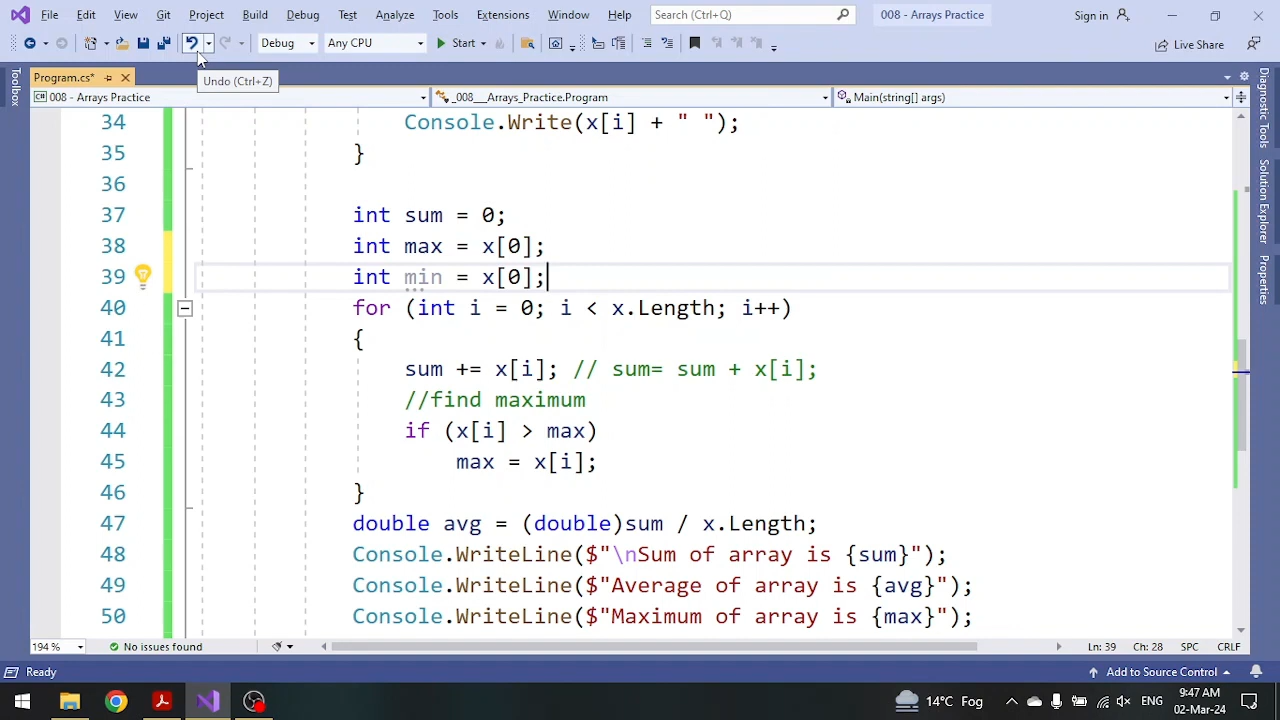 File Edit View Git Project Build Debug Test Analyze Tools Extensions Window Help Search (Ctrl+Q) 008 - Arrays Practice Sign in
Debug Any CPU Start Live Share
Undo (Ctrl+Z)
Toolbox
Program.cs*
008 - Arrays Practice _008___Arrays_Practice.Program Main(string[] args)
34 Console.Write(x[i] + " ");
35 }
36
37 int sum = 0;
38 int max = x[0];
39 int min = x[0];
40 for (int i = 0; i < x.Length; i++)
41 {
42 sum += x[i]; // sum= sum + x[i];
43 //find maximum
44 if (x[i] > max)
45 max = x[i];
46 }
47 double avg = (double)sum / x.Length;
48 Console.WriteLine($"\nSum of array is {sum}");
49 Console.WriteLine($"Average of array is {avg}");
50 Console.WriteLine($"Maximum of array is {max}");
Diagnostic Tools
Solution Explorer
Properties
194 % No issues found Ln: 39 Ch: 28 SPC CRLF
Ready Add to Source Control
14°C Fog ENG 9:47 AM
02-Mar-24